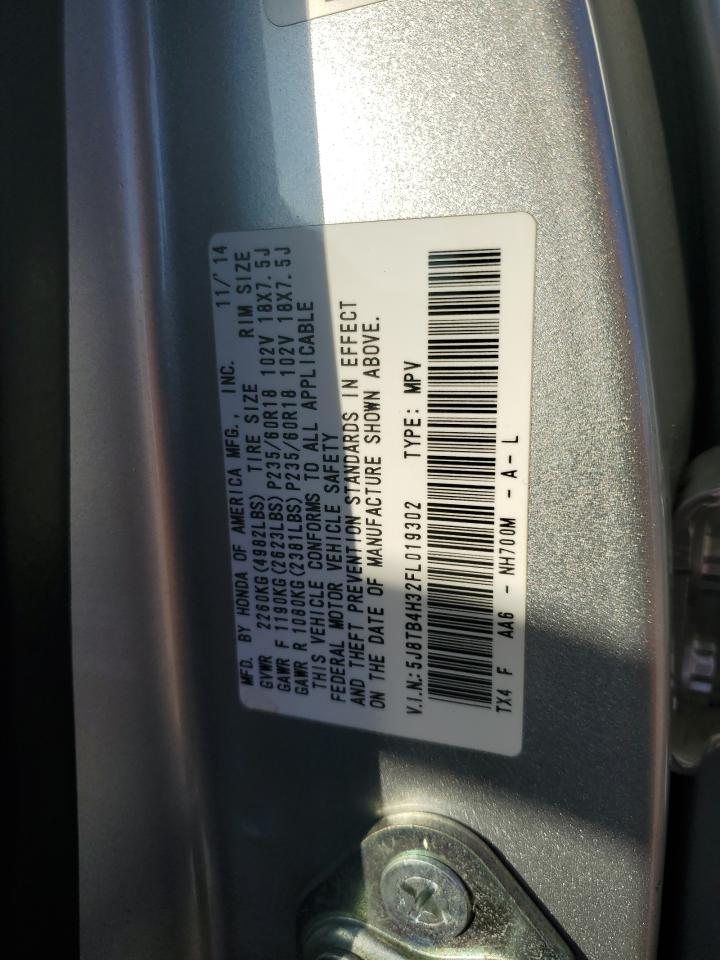 MFD. BY HONDA OF AMERICA MFG., INC. 11/'14
GVWR 2260KG(4982LBS) TIRE SIZE RIM SIZE
GAWR F 1190KG(2623LBS) P235/60R18 102V 18X7.5J
GAWR R 1080KG(2381LBS) P235/60R18 102V 18X7.5J
THIS VEHICLE CONFORMS TO ALL APPLICABLE
FEDERAL MOTOR VEHICLE SAFETY
AND THEFT PREVENTION STANDARDS IN EFFECT
ON THE DATE OF MANUFACTURE SHOWN ABOVE.
V.I.N.: 5J8TB4H32FL019302 TYPE: MPV
TX4 F AA6 - NH700M - A - L